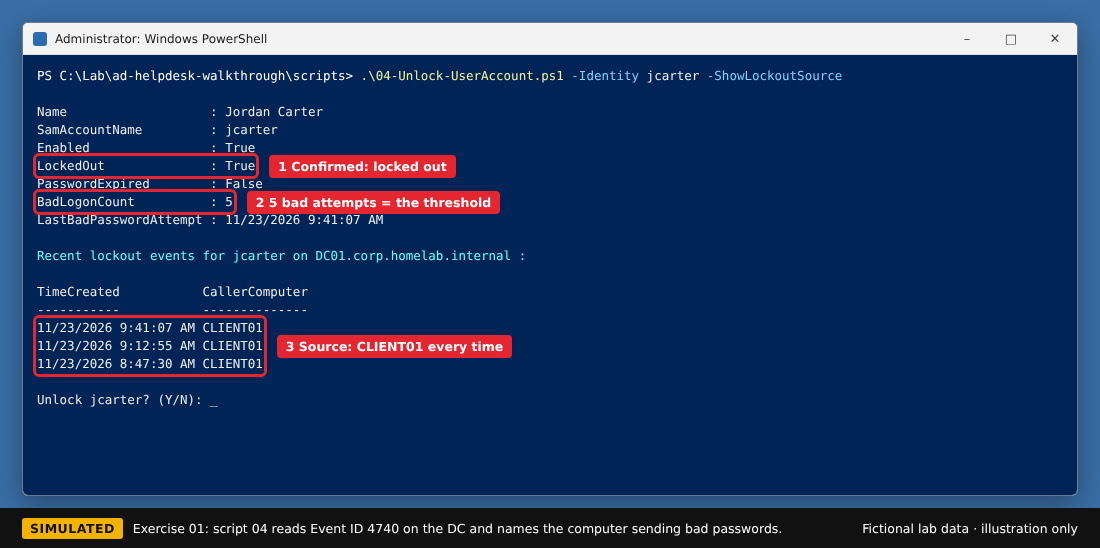 Administrator: Windows PowerShell
PS C:\Lab\ad-helpdesk-walkthrough\scripts> .\04-Unlock-UserAccount.ps1 -Identity jcarter -ShowLockoutSource
Name : Jordan Carter
SamAccountName : jcarter
Enabled : True
LockedOut : True 1 Confirmed: locked out
PasswordExpired : False
BadLogonCount : 5 2 5 bad attempts = the threshold
LastBadPasswordAttempt : 11/23/2026 9:41:07 AM
Recent lockout events for jcarter on DC01.corp.homelab.internal :
TimeCreated CallerComputer
----------- --------------
11/23/2026 9:41:07 AM CLIENT01
11/23/2026 9:12:55 AM CLIENT01 3 Source: CLIENT01 every time
11/23/2026 8:47:30 AM CLIENT01
Unlock jcarter? (Y/N): _
SIMULATED Exercise 01: script 04 reads Event ID 4740 on the DC and names the computer sending bad passwords. Fictional lab data · illustration only